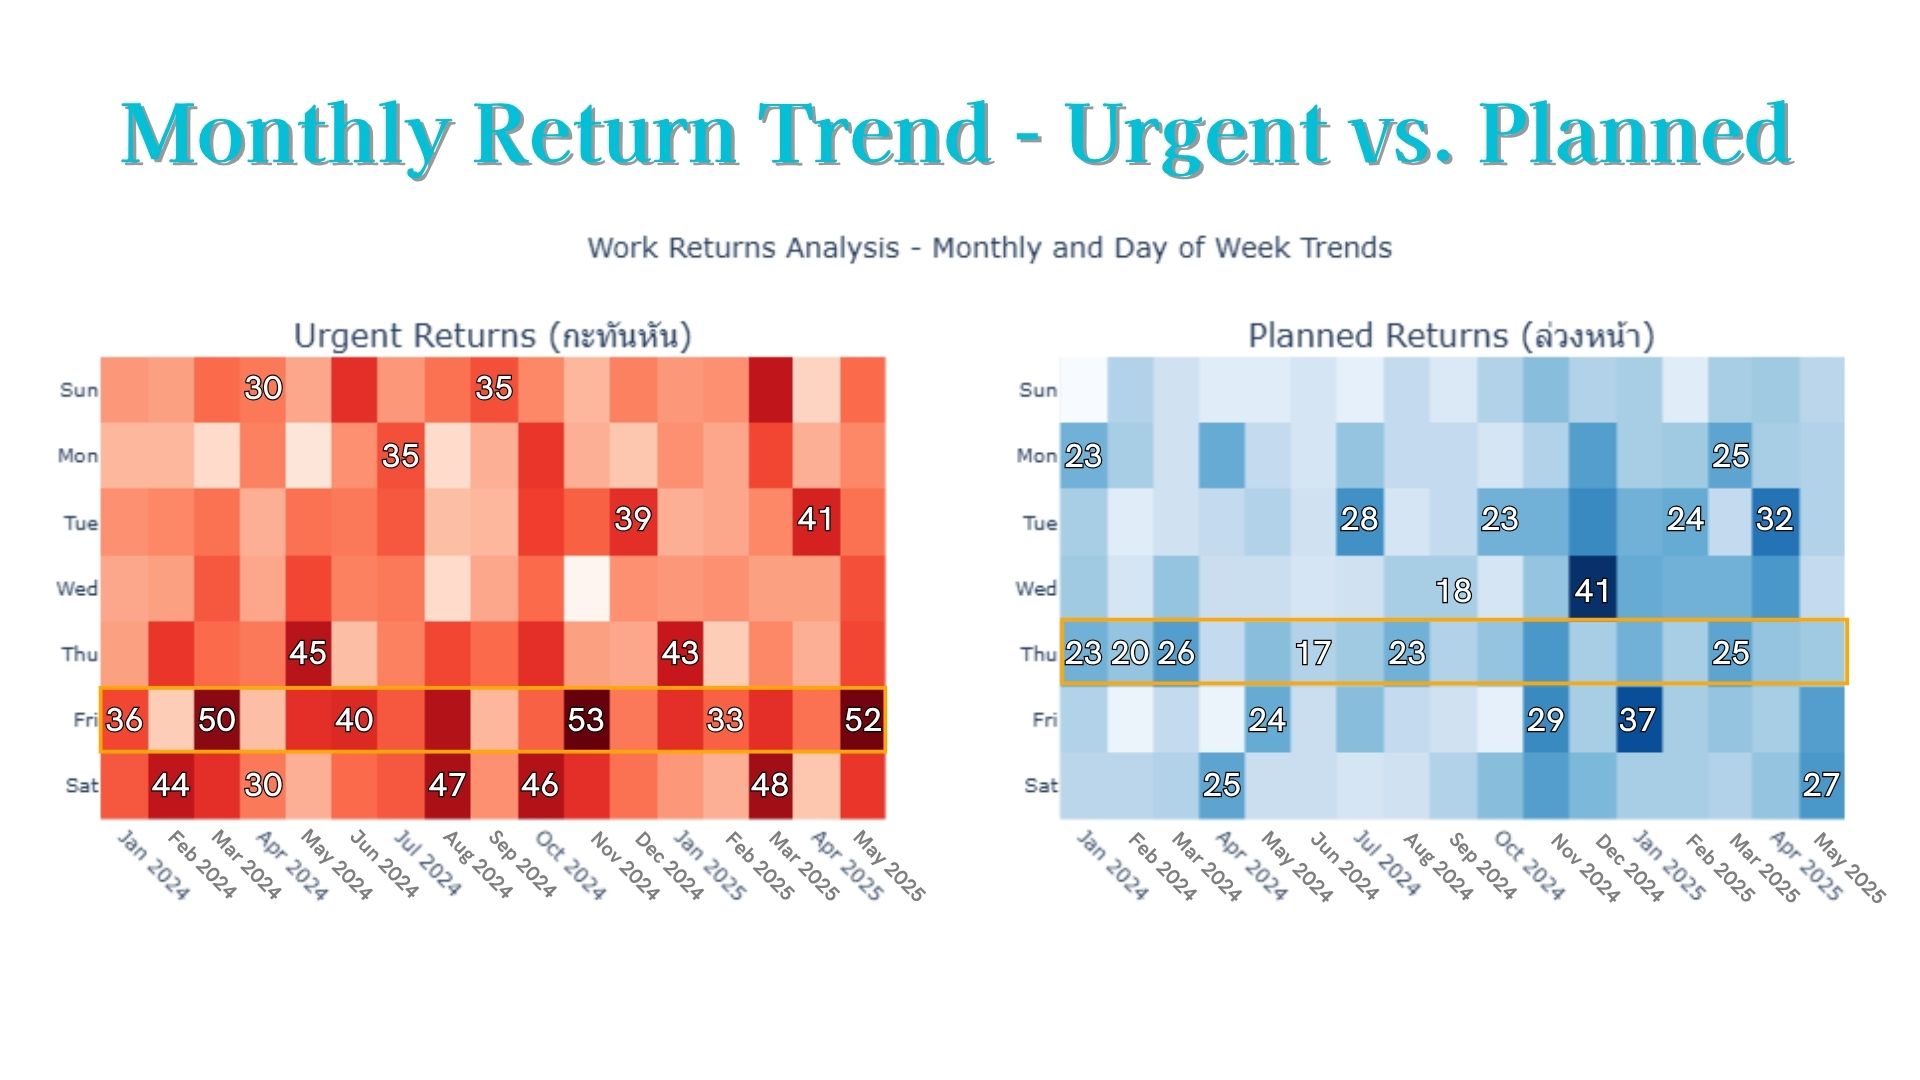 Monthly Return Trend - Urgent vs. Planned
Work Returns Analysis - Monthly and Day of Week Trends
Urgent Returns (กะทันหัน)
Sun 30 35
Mon 35
Tue 39 41
Wed
Thu 45 43
Fri 36 50 40 53 33 52
Sat 44 30 47 46 48
Jan 2024 Feb 2024 Mar 2024 Apr 2024 May 2024 Jun 2024 Jul 2024 Aug 2024 Sep 2024 Oct 2024 Nov 2024 Dec 2024 Jan 2025 Feb 2025 Mar 2025 Apr 2025 May 2025
Planned Returns (ล่วงหน้า)
Sun
Mon 23 25
Tue 28 23 24 32
Wed 18 41
Thu 23 20 26 17 23 25
Fri 24 29 37
Sat 25 27
Jan 2024 Feb 2024 Mar 2024 Apr 2024 May 2024 Jun 2024 Jul 2024 Aug 2024 Sep 2024 Oct 2024 Nov 2024 Dec 2024 Jan 2025 Feb 2025 Mar 2025 Apr 2025 May 2025